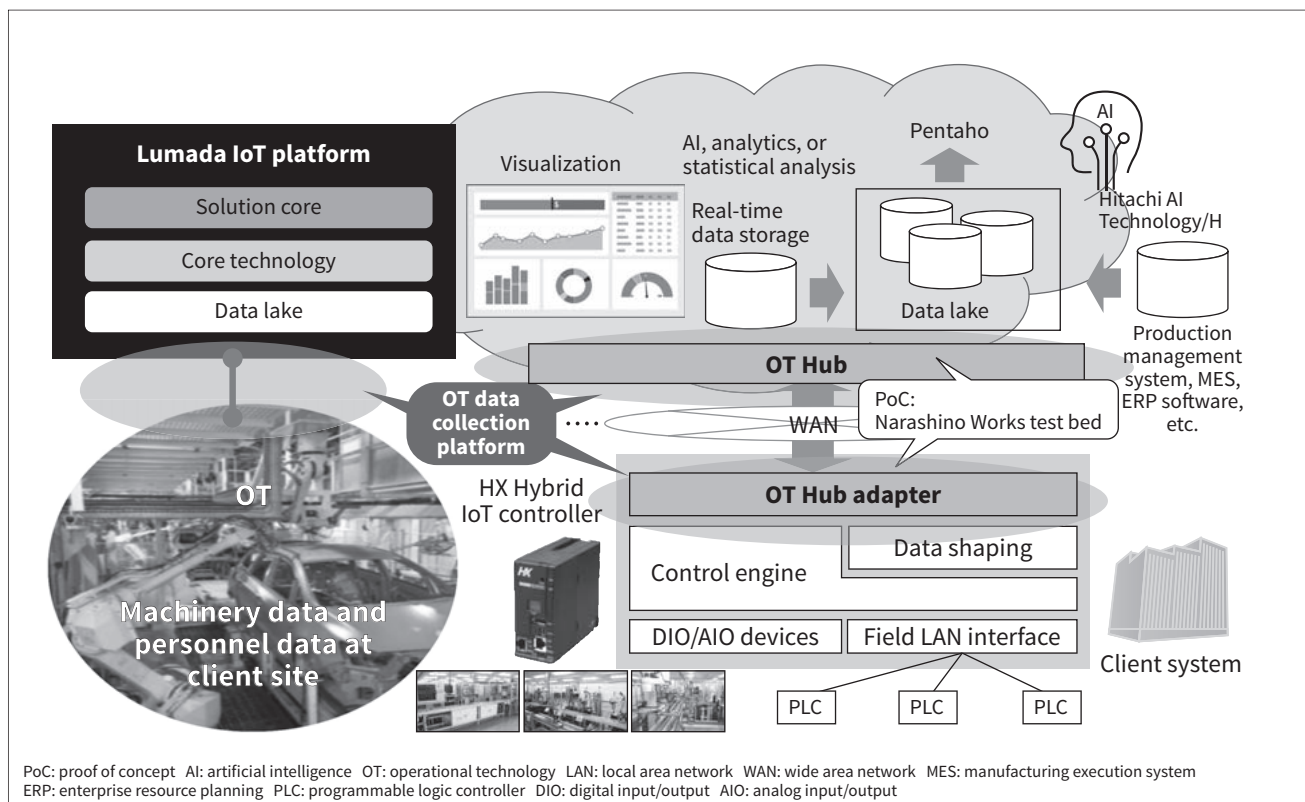 Lumada IoT platform
Solution core
Core technology
Data lake
Visualization
AI, analytics, or
statistical analysis
Real-time
data storage
Pentaho
Data lake
AI
Hitachi AI
Technology/H
Production
management
system, MES,
ERP software,
etc.
OT Hub
OT data
collection
platform
WAN
PoC:
Narashino Works test bed
OT
Machinery data and
personnel data at
client site
HX Hybrid
IoT controller
OT Hub adapter
Control engine
Data shaping
DIO/AIO devices
Field LAN interface
PLC
PLC
PLC
Client system
PoC: proof of concept AI: artificial intelligence OT: operational technology LAN: local area network WAN: wide area network MES: manufacturing execution system
ERP: enterprise resource planning PLC: programmable logic controller DIO: digital input/output AIO: analog input/output